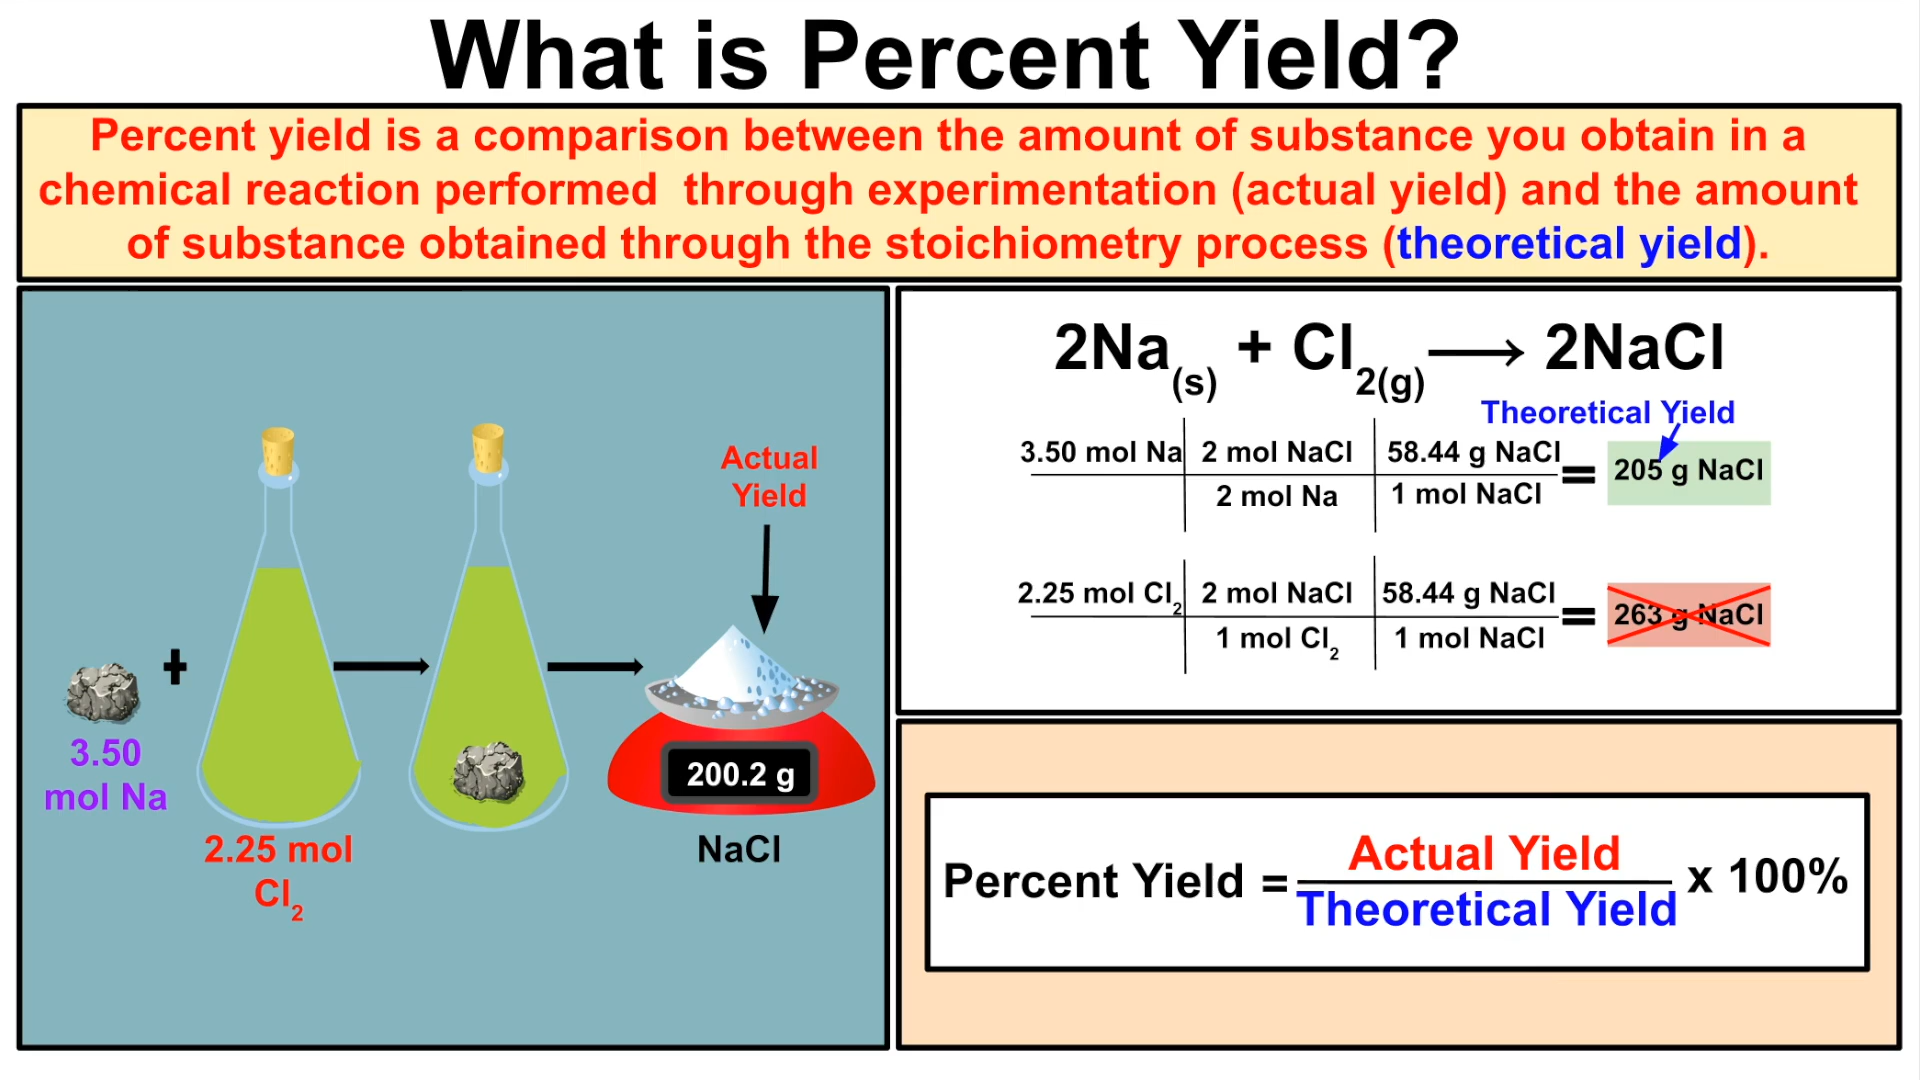 What is Percent Yield?
Percent yield is a comparison between the amount of substance you obtain in a
chemical reaction performed through experimentation (actual yield) and the amount
of substance obtained through the stoichiometry process (theoretical yield).
Actual
Yield
3.50
mol Na
+
2.25 mol
Cl₂
200.2 g
NaCl
2Na(s) + Cl2(g) ⟶ 2NaCl
Theoretical Yield
3.50 mol Na 2 mol NaCl 58.44 g NaCl = 205 g NaCl
2 mol Na 1 mol NaCl
2.25 mol Cl₂ 2 mol NaCl 58.44 g NaCl = 263 g NaCl
1 mol Cl₂ 1 mol NaCl
Actual Yield
Percent Yield = x 100%
Theoretical Yield